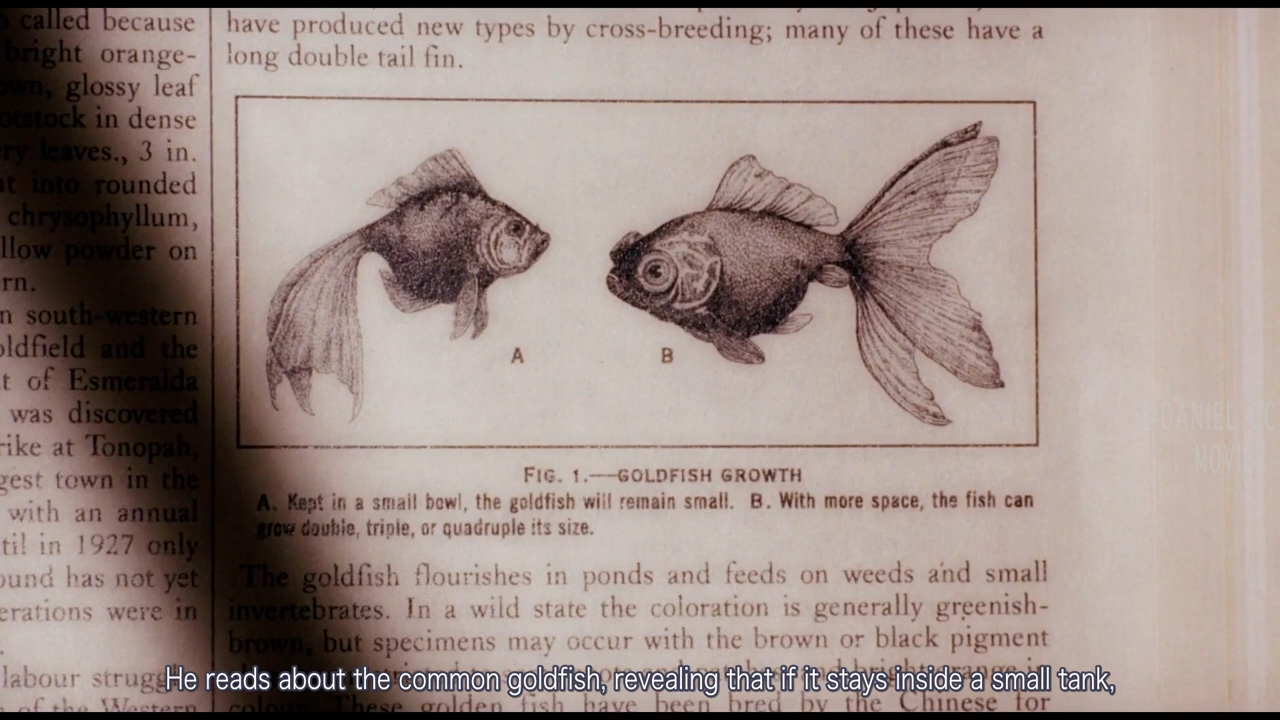 called because
bright orange-
own, glossy leaf
otstock in dense
ry leaves., 3 in.
at into rounded
chrysophyllum,
llow powder on
rn.
n south-western
oldfield and the
t of Esmeralda
was discovered
rike at Tonopah,
gest town in the
with an annual
til in 1927 only
ound has not yet
erations were in
labour strugg
of the Western
have produced new types by cross-breeding; many of these have a
long double tail fin.
A
B
FIG. 1.—GOLDFISH GROWTH
A. Kept in a small bowl, the goldfish will remain small. B. With more space, the fish can
grow double, triple, or quadruple its size.
The goldfish flourishes in ponds and feeds on weeds and small
invertebrates. In a wild state the coloration is generally greenish-
brown, but specimens may occur with the brown or black pigment
colour. These golden fish have been bred by the Chinese for
He reads about the common goldfish, revealing that if it stays inside a small tank,
DANIEL
MOVI